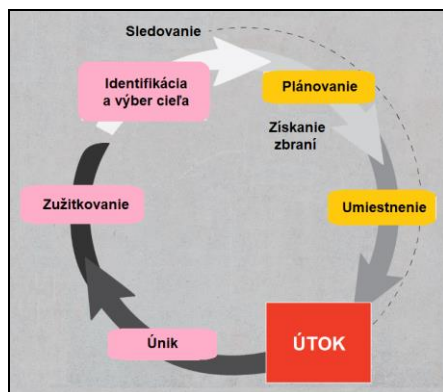 Sledovanie
Identifikácia
a výber cieľa
Plánovanie
Získanie
zbraní
Zužitkovanie
Umiestnenie
ÚTOK
Únik